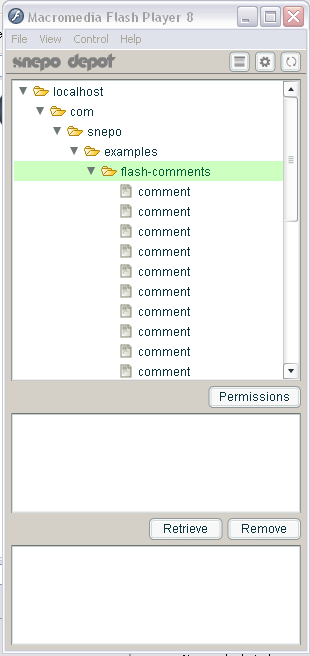 Macromedia Flash Player 8
File View Control Help
snepo depot
localhost
com
snepo
examples
flash-comments
comment
comment
comment
comment
comment
comment
comment
comment
comment
comment
Permissions
Retrieve Remove